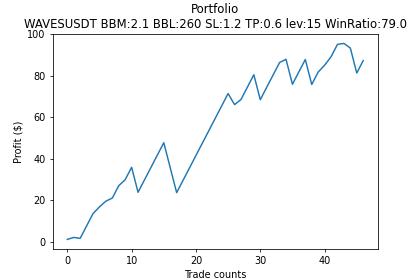 Portfolio
WAVESUSDT BBM:2.1 BBL:260 SL:1.2 TP:0.6 lev:15 WinRatio:79.0
100
80
60
40
20
0
Profit ($)
0 10 20 30 40
Trade counts